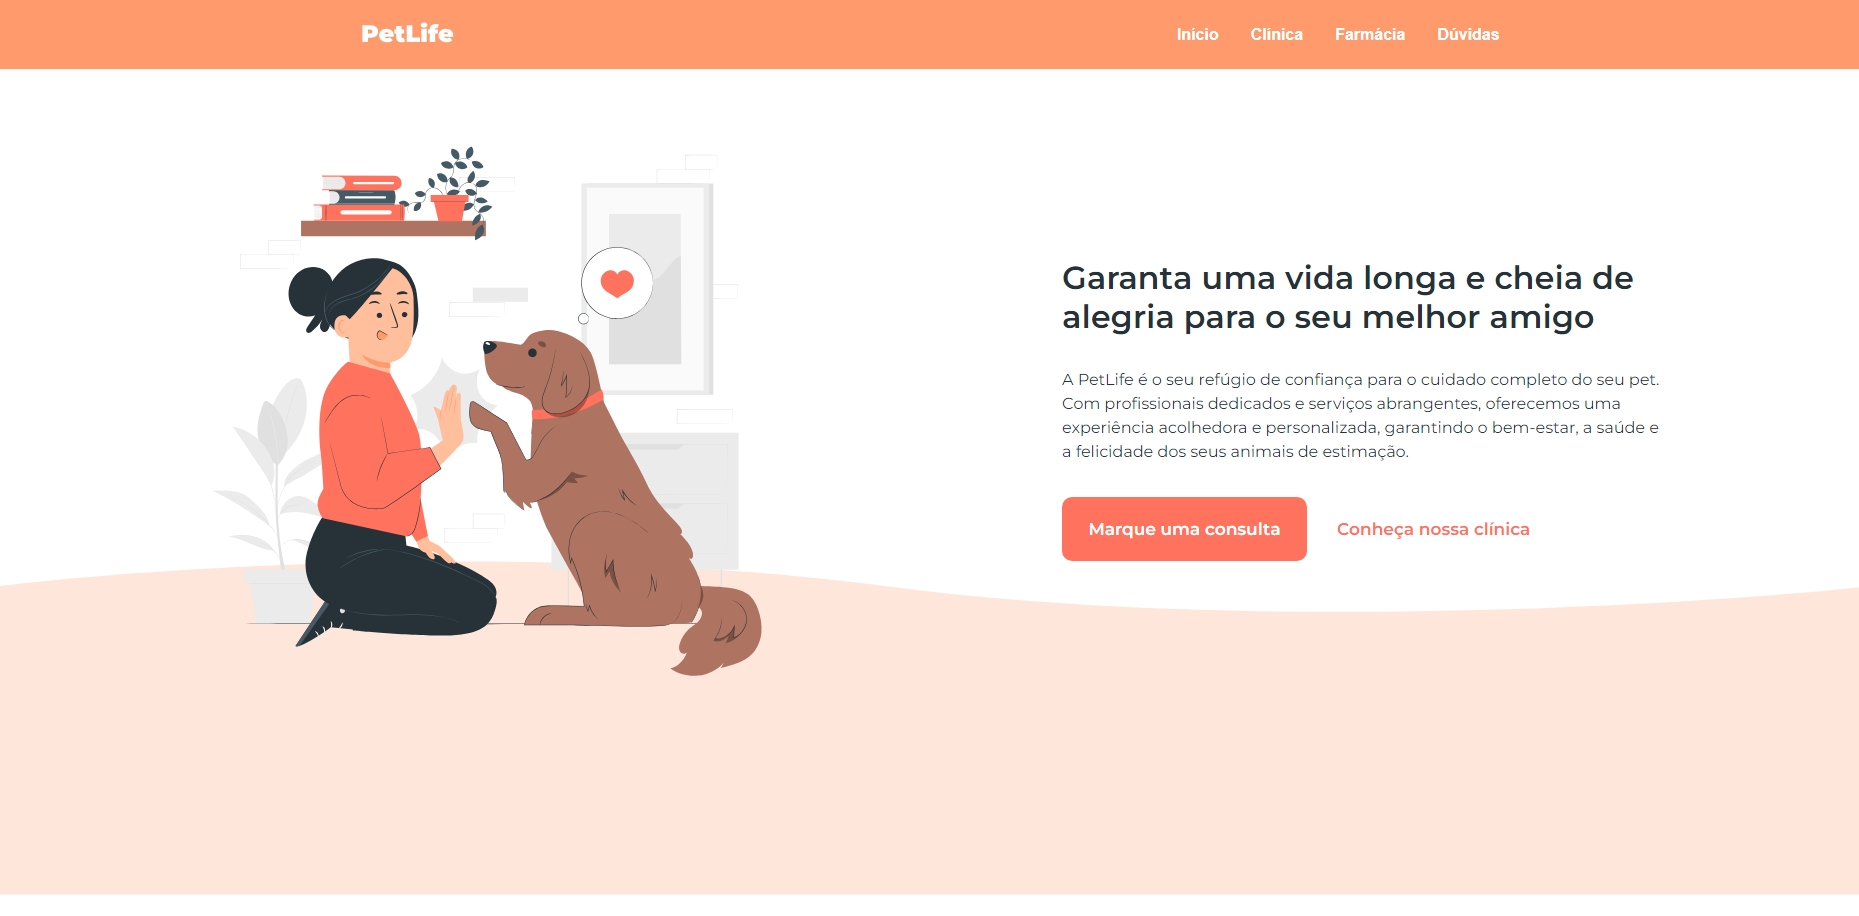 PetLife
Início
Clínica
Farmácia
Dúvidas
Garanta uma vida longa e cheia de
alegria para o seu melhor amigo
A PetLife é o seu refúgio de confiança para o cuidado completo do seu pet.
Com profissionais dedicados e serviços abrangentes, oferecemos uma
experiência acolhedora e personalizada, garantindo o bem-estar, a saúde e
a felicidade dos seus animais de estimação.
Marque uma consulta
Conheça nossa clínica